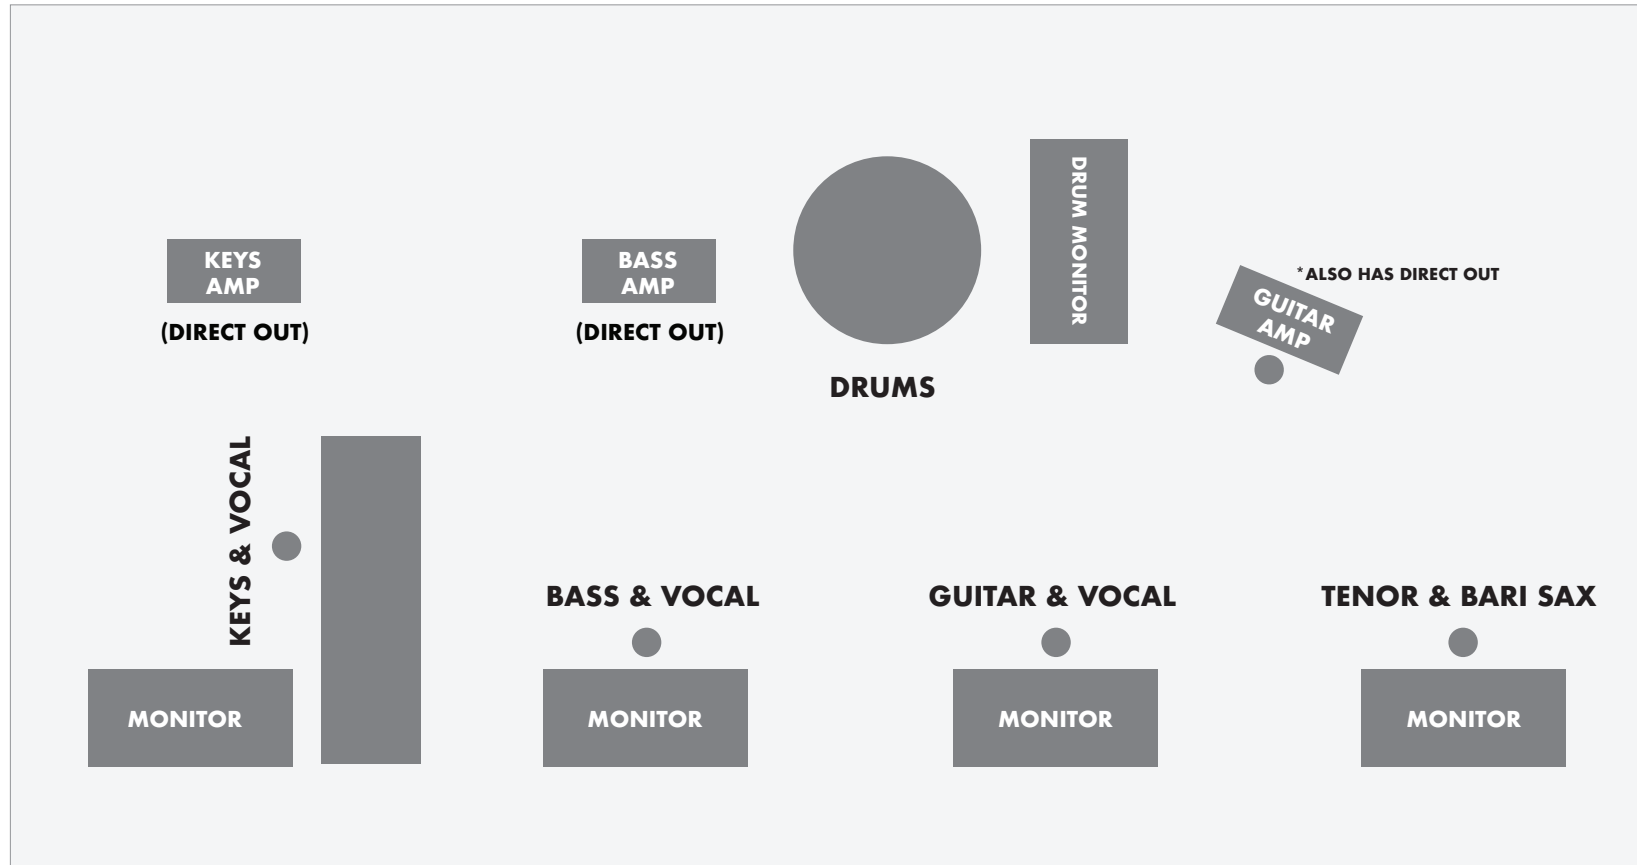 DRUM MONITOR
KEYS
AMP
(DIRECT OUT)
BASS
AMP
(DIRECT OUT)
DRUMS
*ALSO HAS DIRECT OUT
GUITAR
AMP
KEYS & VOCAL
BASS & VOCAL
GUITAR & VOCAL
TENOR & BARI SAX
MONITOR
MONITOR
MONITOR
MONITOR